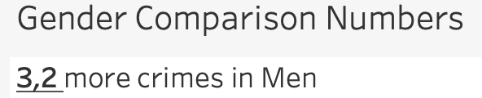 Gender Comparison Numbers
3,2 more crimes in Men